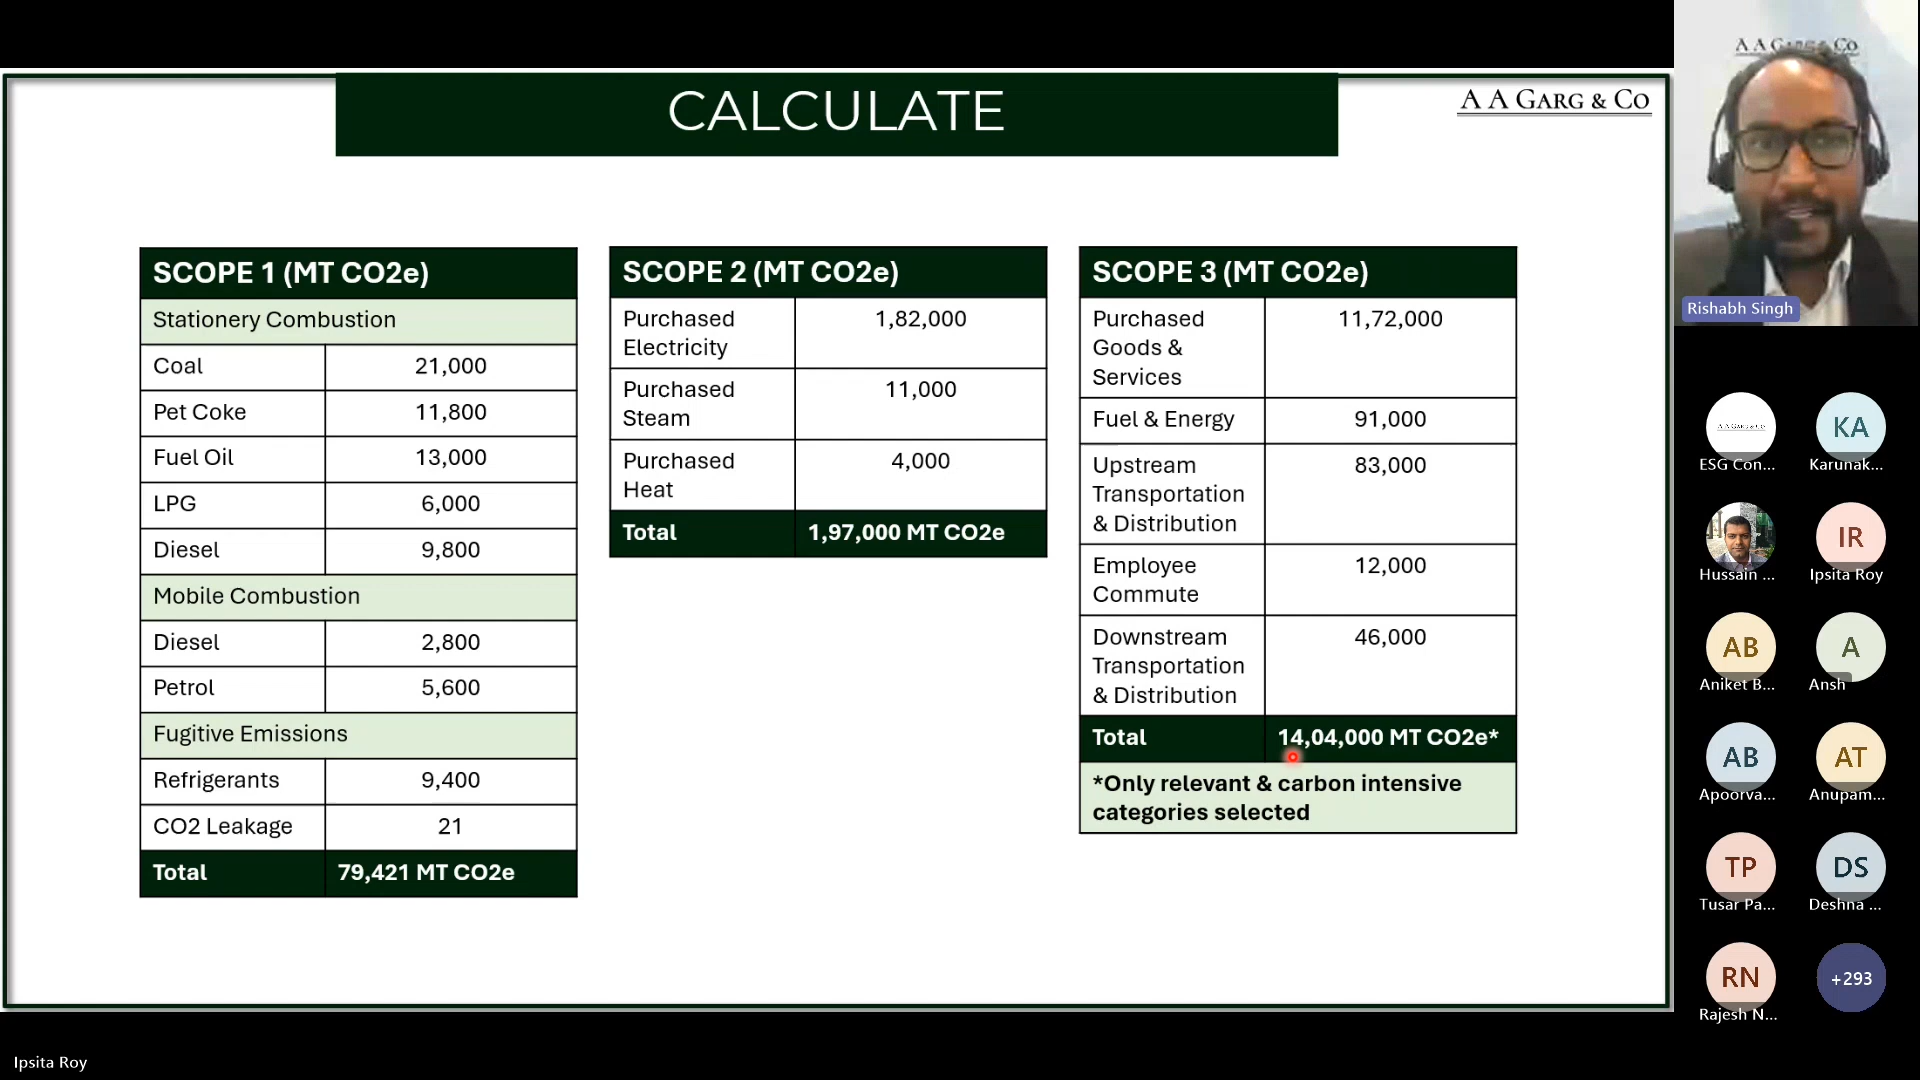 CALCULATE
A A GARG & CO
A A GARG & CO
SCOPE 1 (MT CO2e)
Stationery Combustion
Coal 21,000
Pet Coke 11,800
Fuel Oil 13,000
LPG 6,000
Diesel 9,800
Mobile Combustion
Diesel 2,800
Petrol 5,600
Fugitive Emissions
Refrigerants 9,400
CO2 Leakage 21
Total 79,421 MT CO2e
SCOPE 2 (MT CO2e)
Purchased 1,82,000
Electricity
Purchased 11,000
Steam
Purchased 4,000
Heat
Total 1,97,000 MT CO2e
SCOPE 3 (MT CO2e)
Purchased 11,72,000
Goods &
Services
Fuel & Energy 91,000
Upstream 83,000
Transportation
& Distribution
Employee 12,000
Commute
Downstream 46,000
Transportation
& Distribution
Total 14,04,000 MT CO2e*
*Only relevant & carbon intensive
categories selected
Rishabh Singh
A A GARG & CO
KA
ESG Con...
Karunak...
IR
Hussain ...
Ipsita Roy
AB
A
Aniket B...
Ansh
AB
AT
Apoorva...
Anupam...
TP
DS
Tusar Pa...
Deshna ...
RN
+293
Rajesh N...
Ipsita Roy